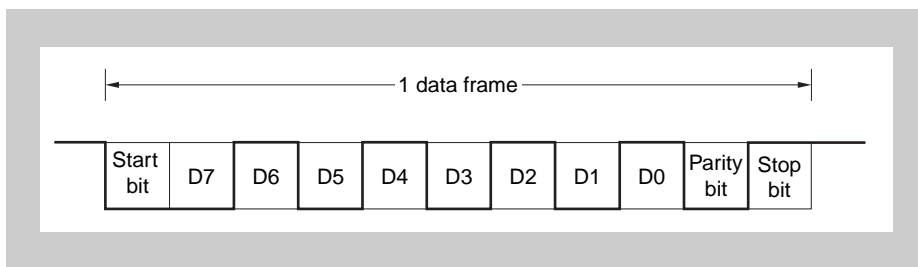 1 data frame
Start bit D7 D6 D5 D4 D3 D2 D1 D0 Parity bit Stop bit